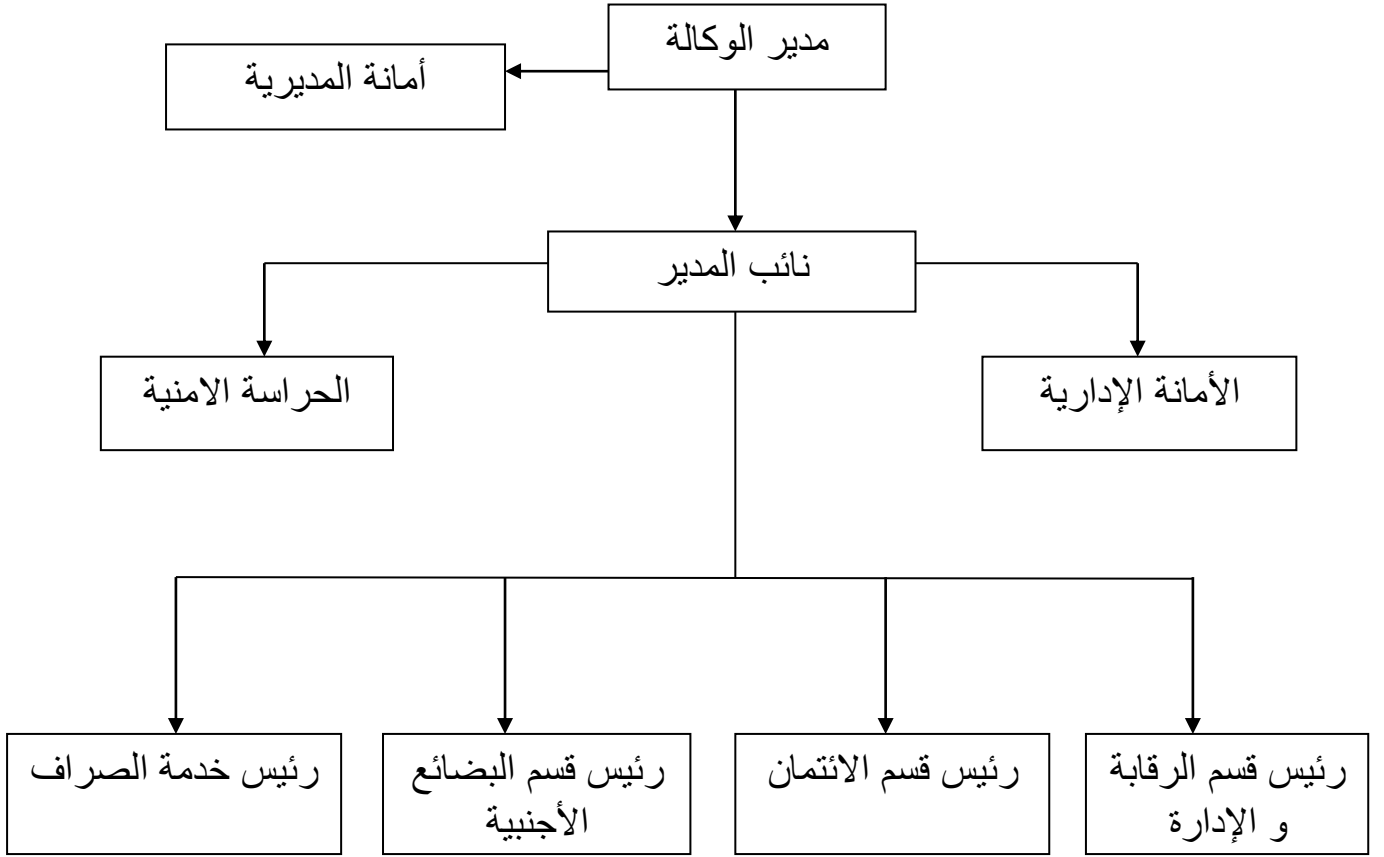 مدير الوكالة
أمانة المديرية
نائب المدير
الأمانة الإدارية
الحراسة الامنية
رئيس قسم الرقابة
و الإدارة
رئيس قسم الائتمان
رئيس قسم البضائع
الأجنبية
رئيس خدمة الصراف